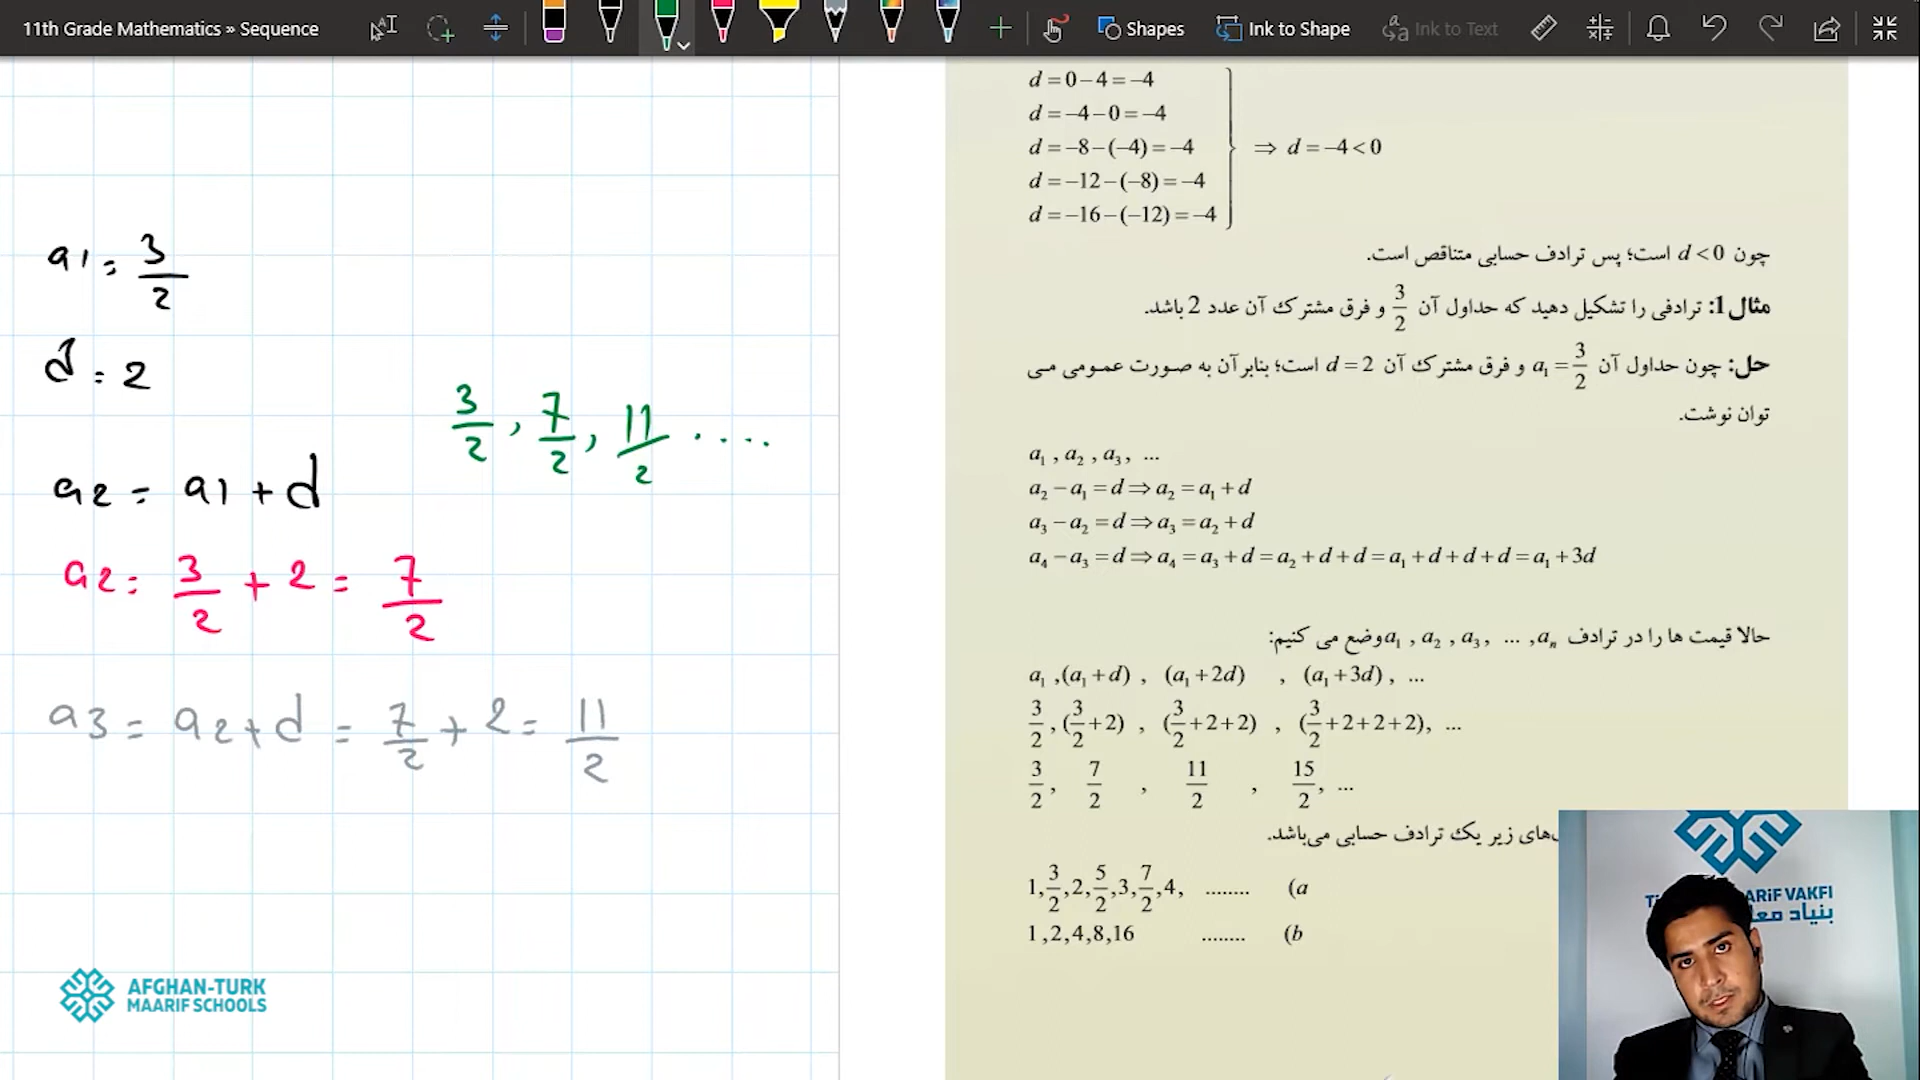 11th Grade Mathematics » Sequence
Shapes
Ink to Shape
Ink to Text
a1 = 3/2
d = 2
a2 = a1 + d
a2 = 3/2 + 2 = 7/2
a3 = a2 + d = 7/2 + 2 = 11/2
3/2 , 7/2 , 11/2 ....
AFGHAN-TURK
MAARIF SCHOOLS
d = 0 – 4 = –4
d = –4 – 0 = –4
d = –8 – (–4) = –4 ⇒ d = –4 < 0
d = –12 – (–8) = –4
d = –16 – (–12) = –4
چون d < 0 است؛ پس ترادف حسابی متناقص است.
مثال 1: ترادفی را تشکیل دهید که حداول آن 3/2 و فرق مشترک آن عدد 2 باشد.
حل: چون حداول آن a₁ = 3/2 و فرق مشترک آن d = 2 است؛ بنابرآن به صورت عمومی می
توان نوشت.
a₁ , a₂ , a₃ , ...
a₂ – a₁ = d ⇒ a₂ = a₁ + d
a₃ – a₂ = d ⇒ a₃ = a₂ + d
a₄ – a₃ = d ⇒ a₄ = a₃ + d = a₂ + d + d = a₁ + d + d + d = a₁ + 3d
حالا قیمت ها را در ترادف a₁ , a₂ , a₃ , ... , aₙ وضع می کنیم:
a₁ , (a₁ + d) , (a₁ + 2d) , (a₁ + 3d) , ...
3/2 , (3/2 + 2) , (3/2 + 2 + 2) , (3/2 + 2 + 2 + 2), ...
3/2 , 7/2 , 11/2 , 15/2 , ...
های زیر یک ترادف حسابی می‌باشد.
1, 3/2, 2, 5/2, 3, 7/2, 4, ........ (a
1 ,2,4,8,16 ........ (b
ARİF VAKFI
بنیاد معا